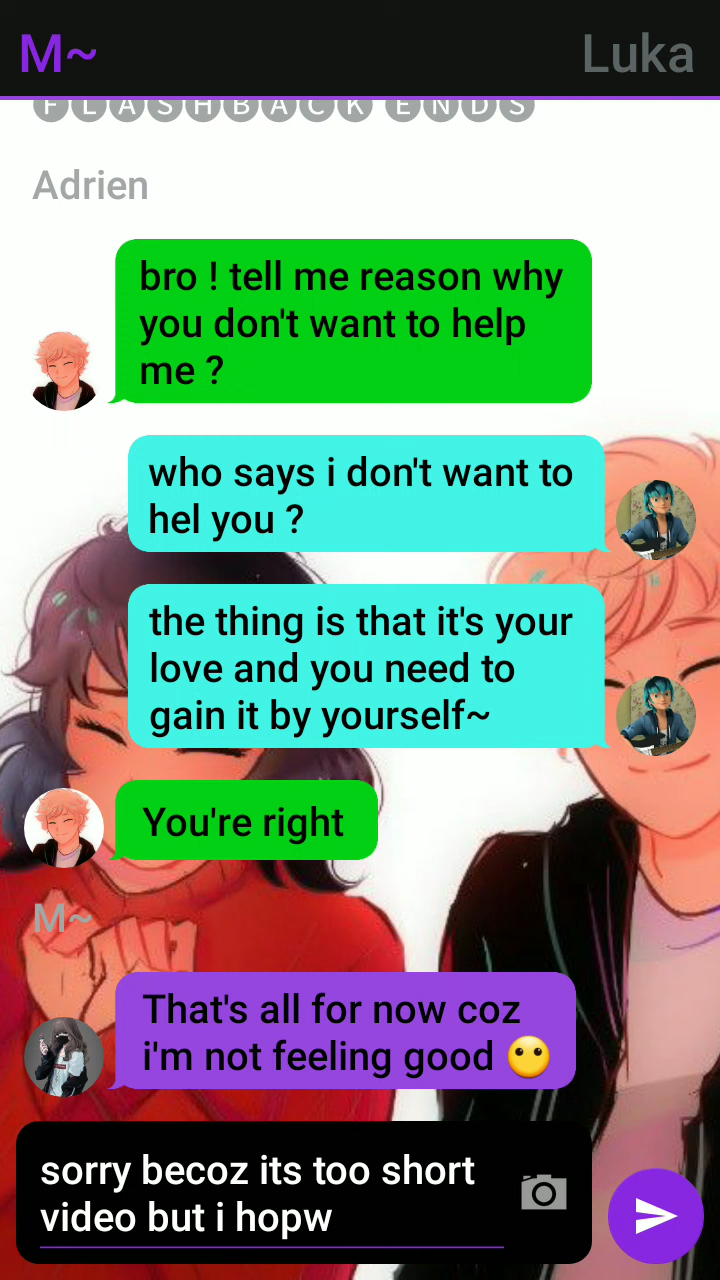 M~
Luka
FLASHBACK ENDS
Adrien
bro ! tell me reason why
you don't want to help
me ?
who says i don't want to
hel you ?
the thing is that it's your
love and you need to
gain it by yourself~
You're right
M~
That's all for now coz
i'm not feeling good 😶
sorry becoz its too short
video but i hopw